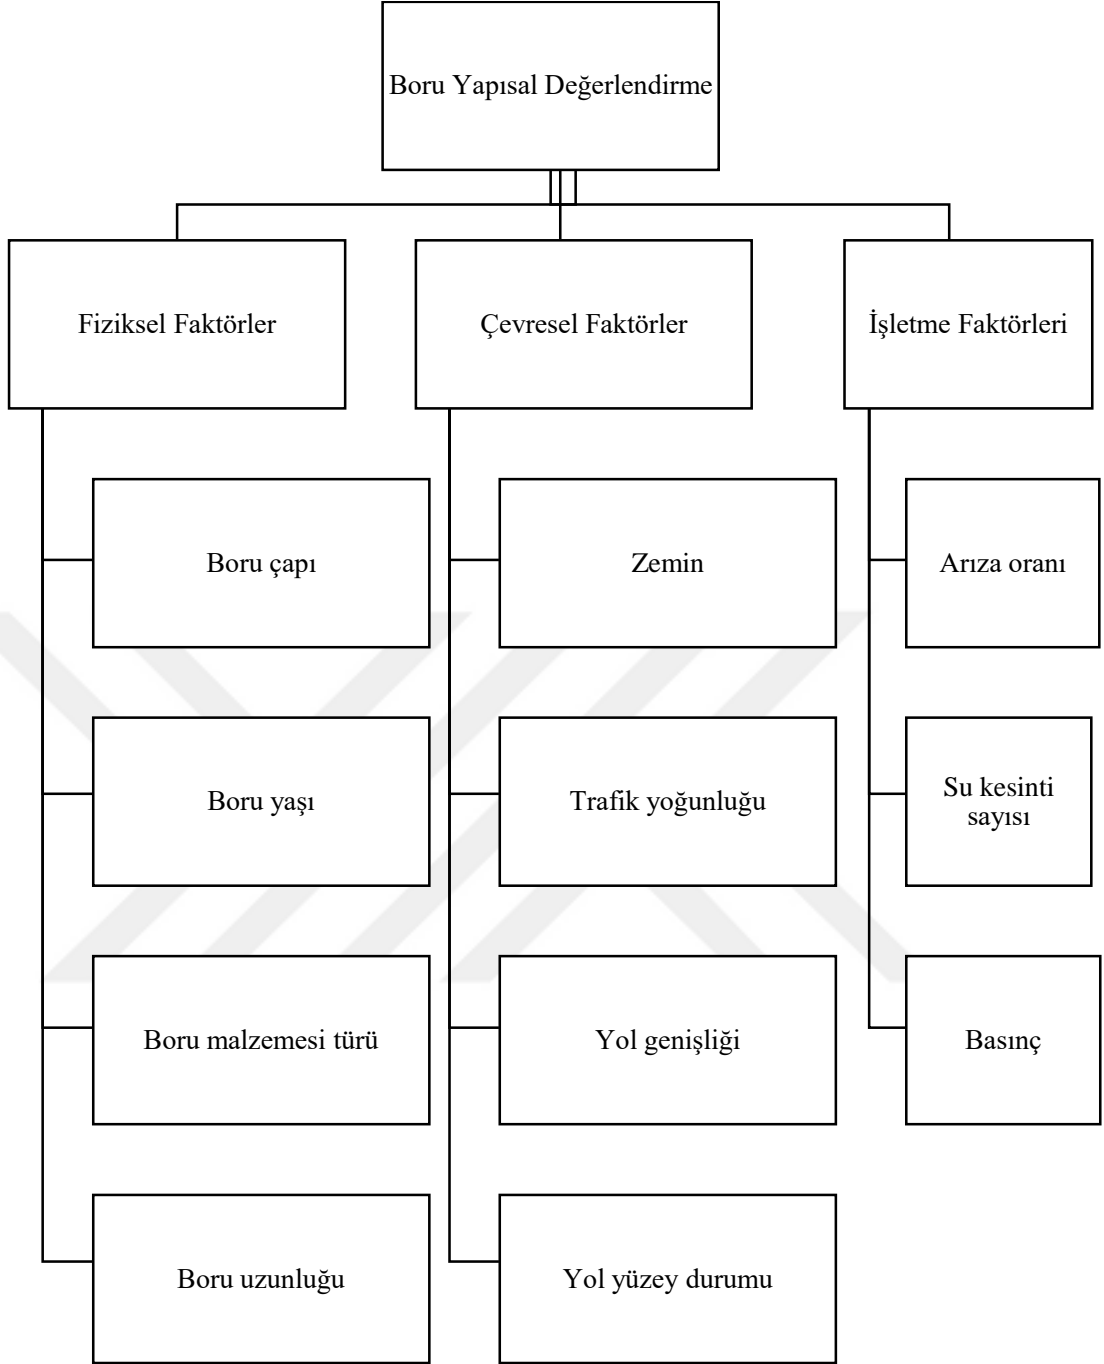 Boru Yapısal Değerlendirme
Fiziksel Faktörler
Çevresel Faktörler
İşletme Faktörleri
Boru çapı
Zemin
Arıza oranı
Boru yaşı
Trafik yoğunluğu
Su kesinti
sayısı
Boru malzemesi türü
Yol genişliği
Basınç
Boru uzunluğu
Yol yüzey durumu